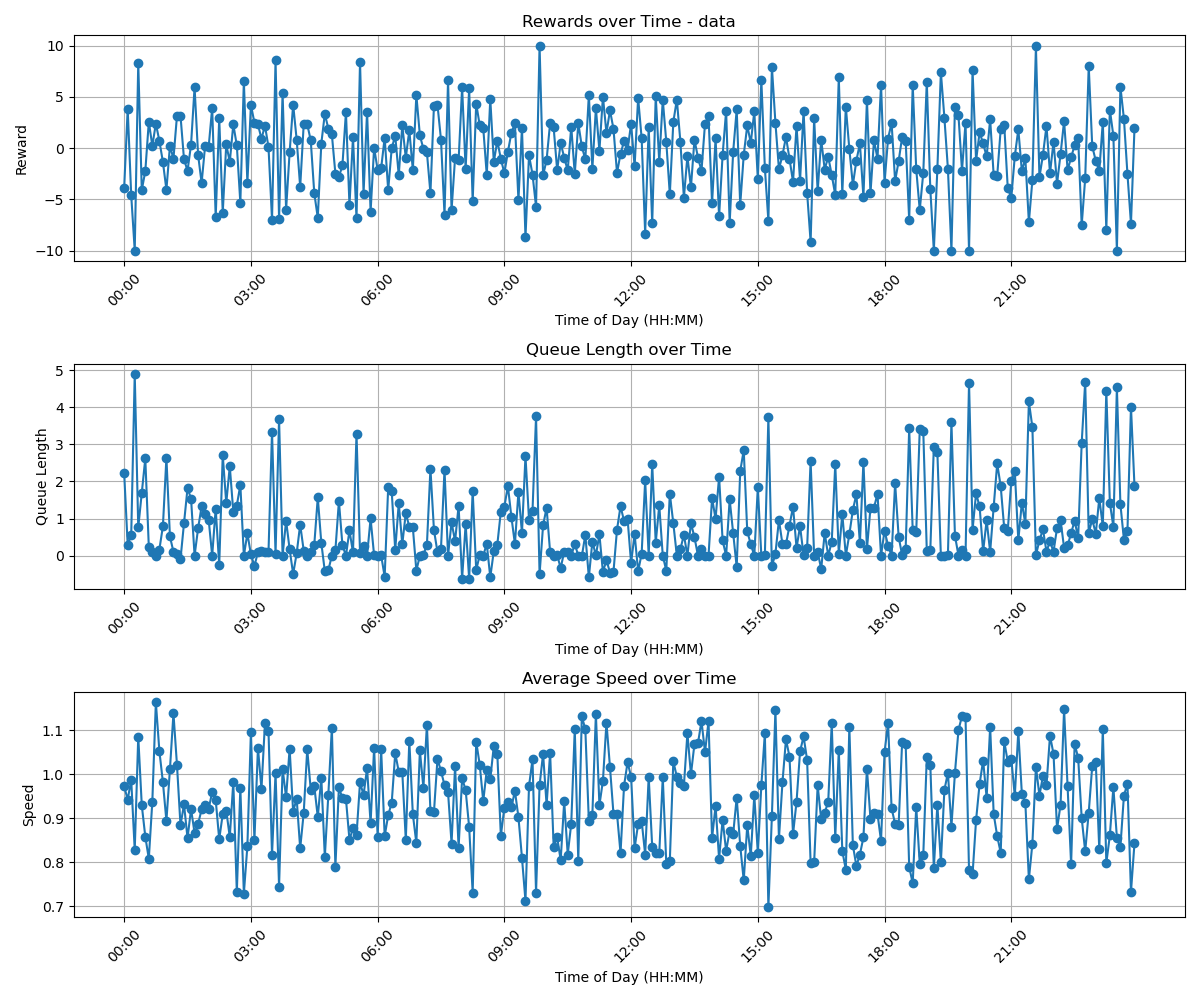 Rewards over Time - data
Reward
10
5
0
−5
−10
00:00 03:00 06:00 09:00 12:00 15:00 18:00 21:00
Time of Day (HH:MM)
Queue Length over Time
Queue Length
5
4
3
2
1
0
00:00 03:00 06:00 09:00 12:00 15:00 18:00 21:00
Time of Day (HH:MM)
Average Speed over Time
Speed
1.1
1.0
0.9
0.8
0.7
00:00 03:00 06:00 09:00 12:00 15:00 18:00 21:00
Time of Day (HH:MM)